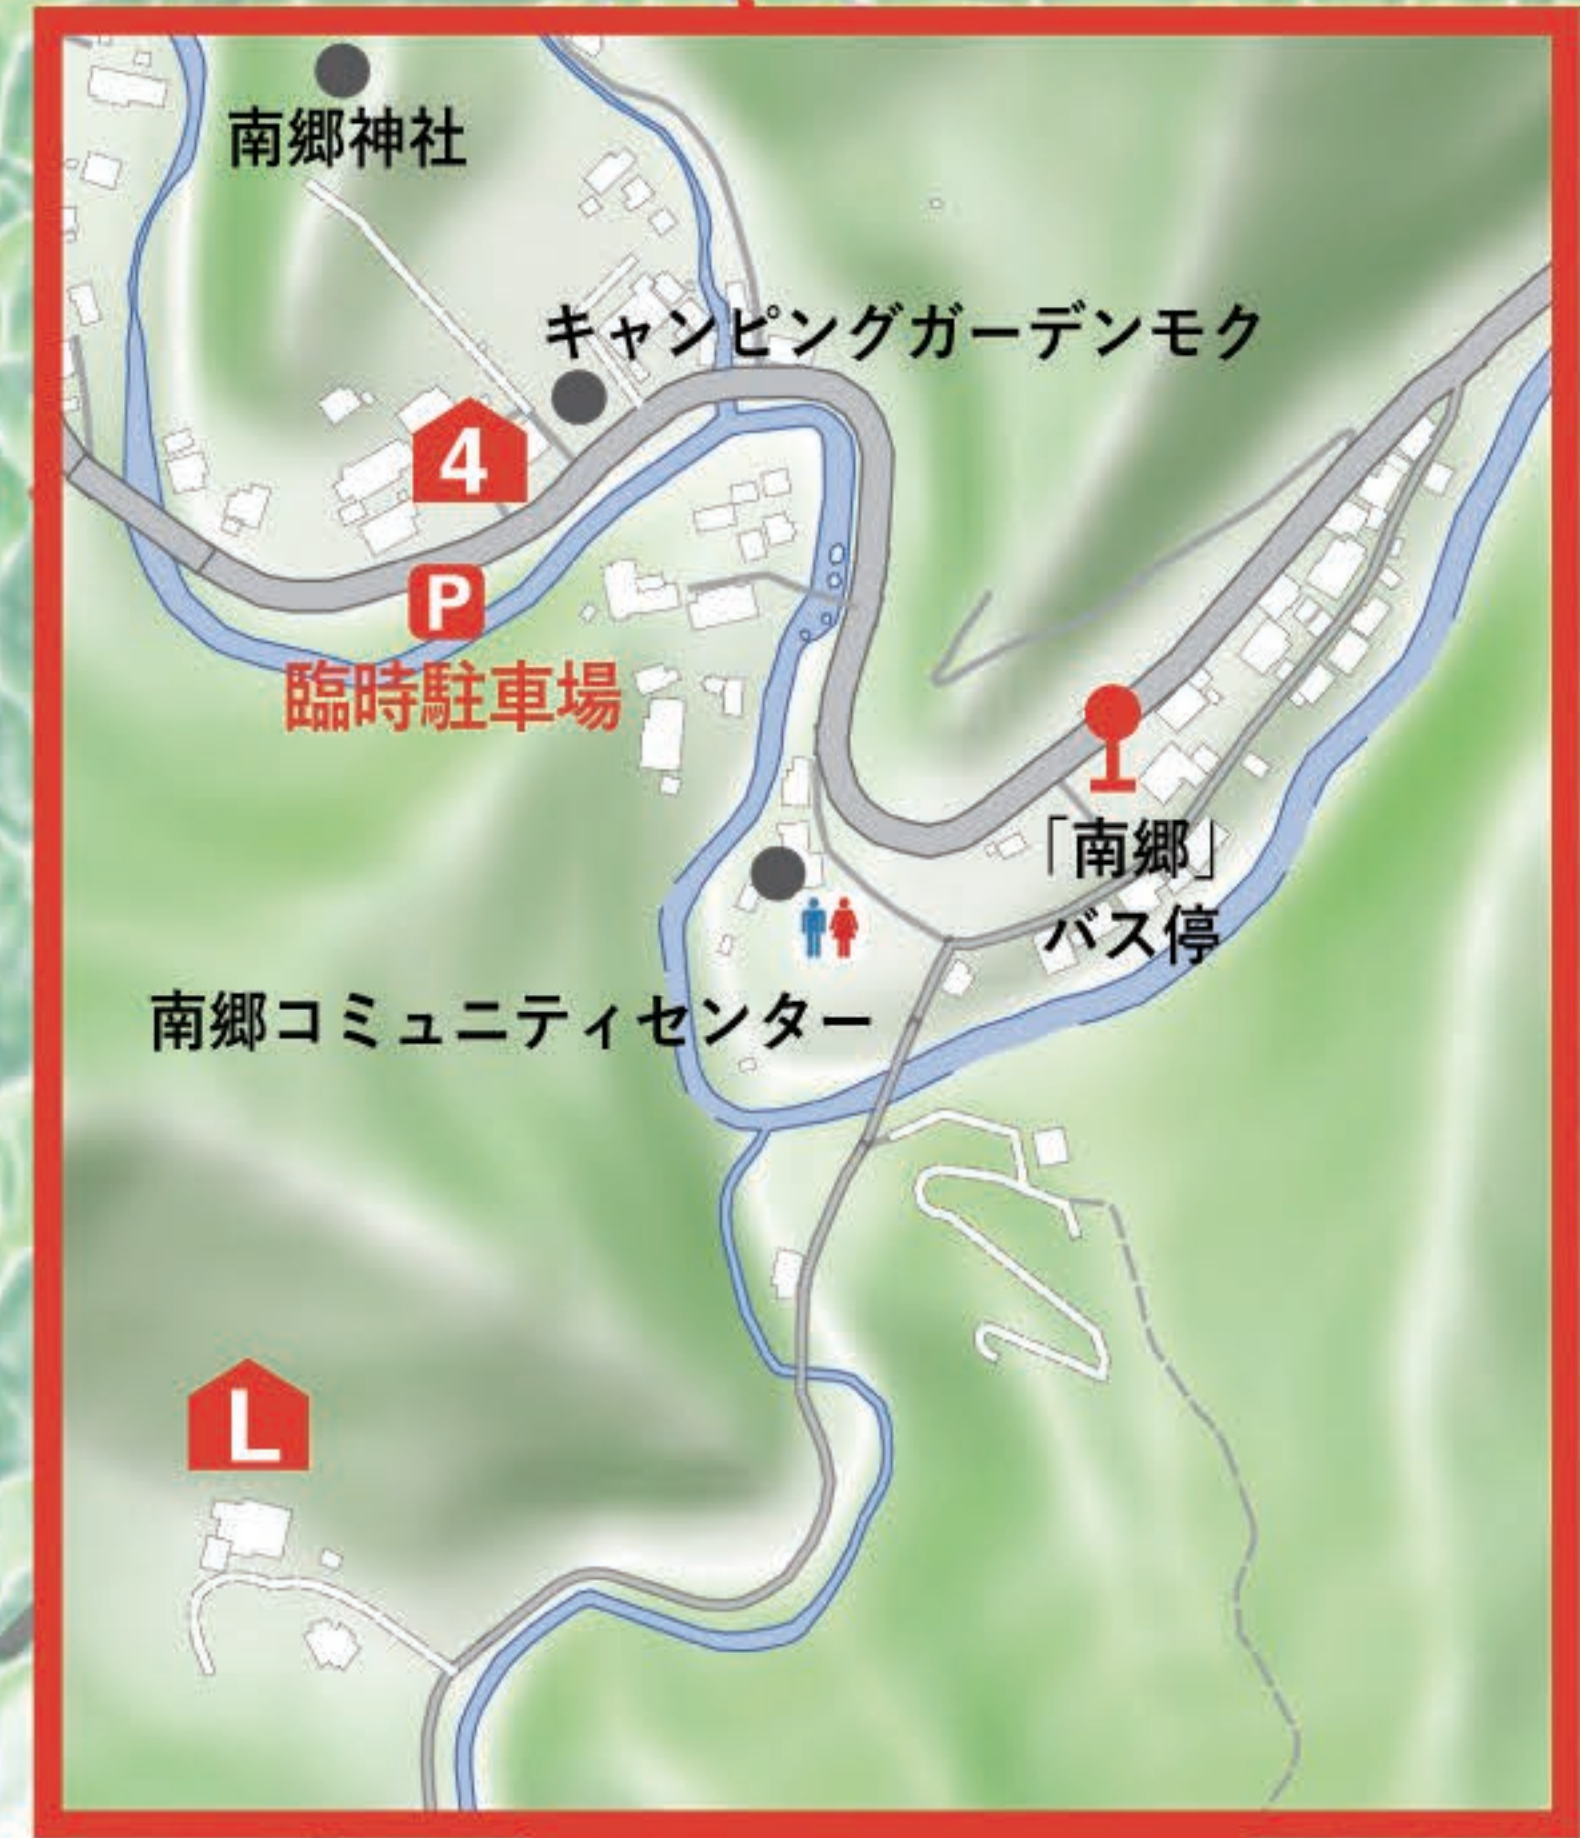 南郷神社
キャンピングガーデンモク
4
P
臨時駐車場
「南郷」
バス停
南郷コミュニティセンター
L